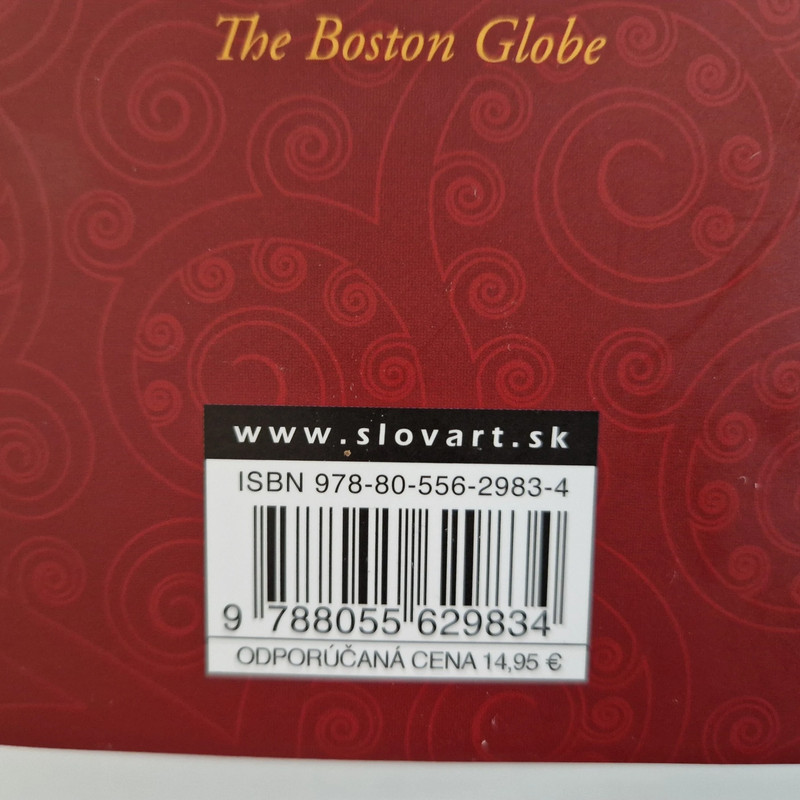 The Boston Globe
www.slovart.sk
ISBN 978-80-556-2983-4
9 788055 629834
ODPORÚČANÁ CENA 14,95 €